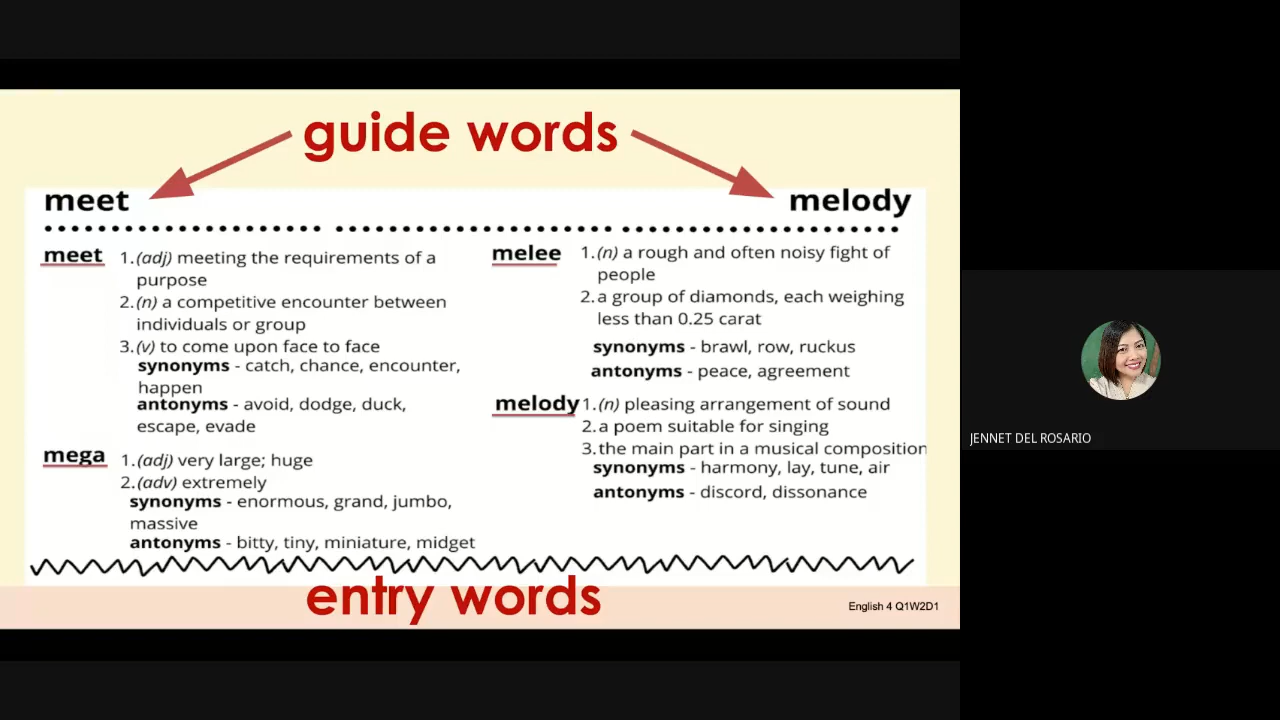 guide words
meet
melody
meet 1.(adj) meeting the requirements of a
purpose
2.(n) a competitive encounter between
individuals or group
3.(v) to come upon face to face
synonyms - catch, chance, encounter,
happen
antonyms - avoid, dodge, duck,
escape, evade
mega 1.(adj) very large; huge
2.(adv) extremely
synonyms - enormous, grand, jumbo,
massive
antonyms - bitty, tiny, miniature, midget
melee 1.(n) a rough and often noisy fight of
people
2.a group of diamonds, each weighing
less than 0.25 carat
synonyms - brawl, row, ruckus
antonyms - peace, agreement
melody 1.(n) pleasing arrangement of sound
2.a poem suitable for singing
3.the main part in a musical composition
synonyms - harmony, lay, tune, air
antonyms - discord, dissonance
entry words
English 4 Q1W2D1
JENNET DEL ROSARIO